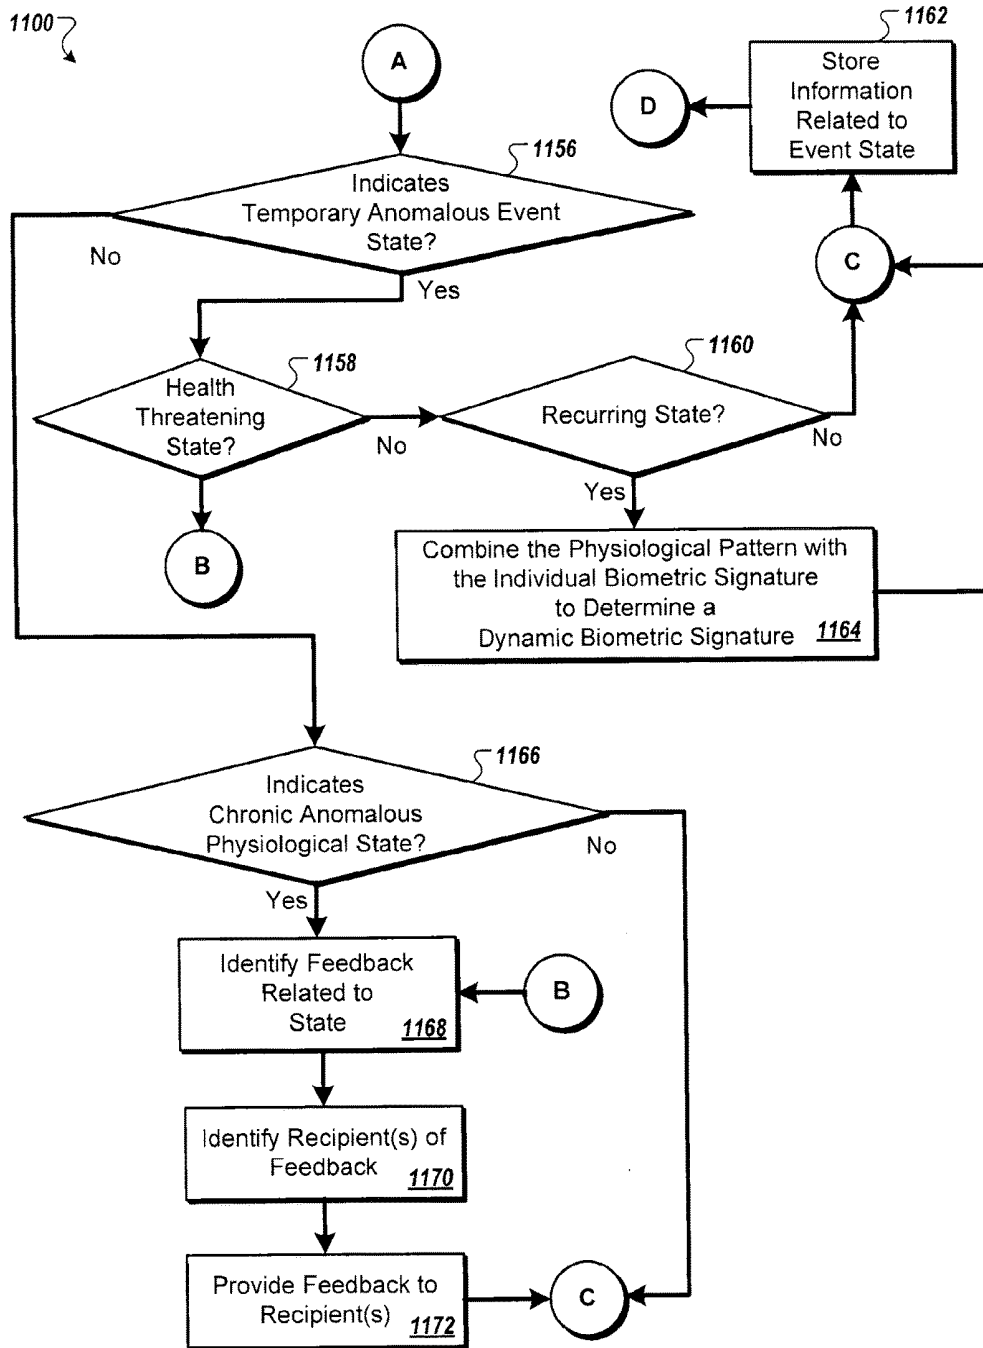 1100
A
1162
Store
Information
Related to
Event State
D
1156
Indicates
Temporary Anomalous Event
State?
No
Yes
C
1158
Health
Threatening
State?
No
1160
Recurring State?
No
Yes
B
Combine the Physiological Pattern with
the Individual Biometric Signature
to Determine a
Dynamic Biometric Signature
1164
1166
Indicates
Chronic Anomalous
Physiological State?
No
Yes
Identify Feedback
Related to
State
1168
B
Identify Recipient(s) of
Feedback
1170
Provide Feedback to
Recipient(s)
1172
C